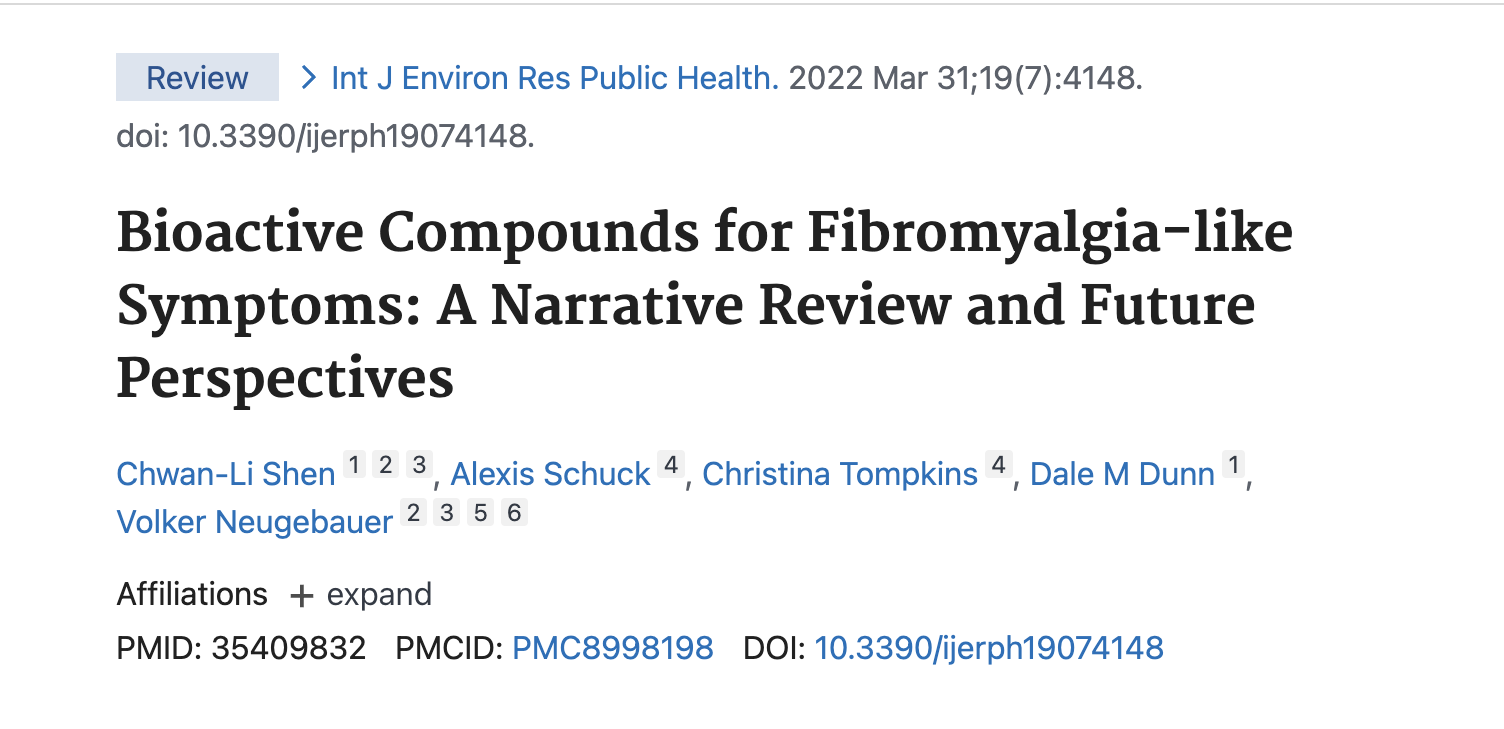 Review > Int J Environ Res Public Health. 2022 Mar 31;19(7):4148.
doi: 10.3390/ijerph19074148.
Bioactive Compounds for Fibromyalgia-like
Symptoms: A Narrative Review and Future
Perspectives
Chwan-Li Shen 1 2 3, Alexis Schuck 4, Christina Tompkins 4, Dale M Dunn 1,
Volker Neugebauer 2 3 5 6
Affiliations + expand
PMID: 35409832 PMCID: PMC8998198 DOI: 10.3390/ijerph19074148